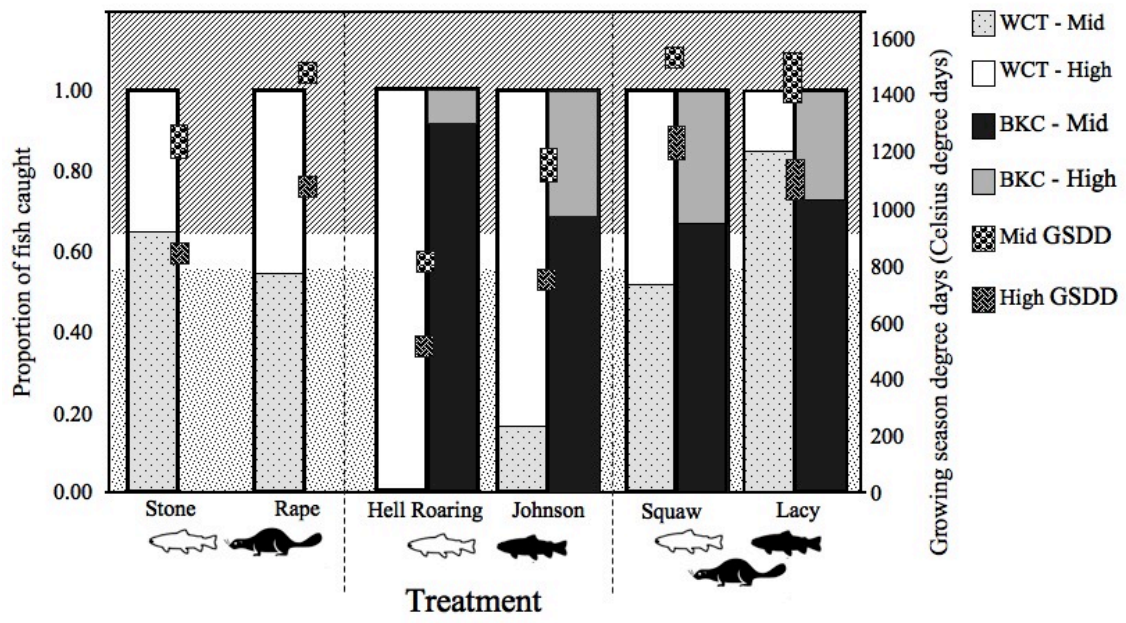 Proportion of fish caught
1.00
0.80
0.60
0.40
0.20
0.00
1600
1400
1200
1000
800
600
400
200
0
Growing season degree days (Celsius degree days)
WCT - Mid
WCT - High
BKC - Mid
BKC - High
Mid GSDD
High GSDD
Stone Rape Hell Roaring Johnson Squaw Lacy
Treatment